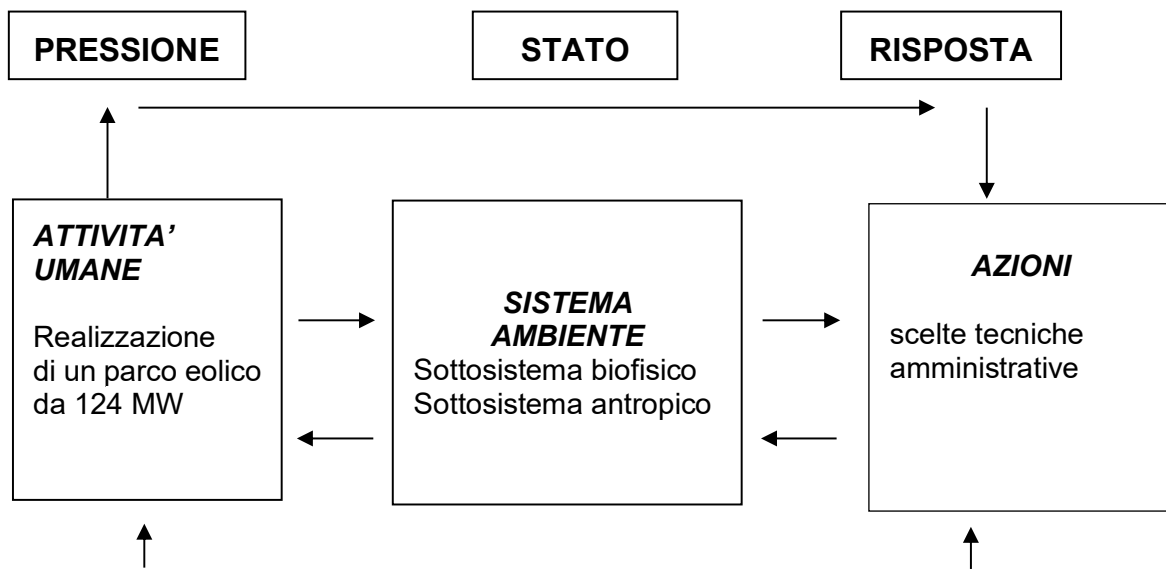 PRESSIONE
STATO
RISPOSTA
ATTIVITA’
UMANE
Realizzazione
di un parco eolico
da 124 MW
SISTEMA
AMBIENTE
Sottosistema biofisico
Sottosistema antropico
AZIONI
scelte tecniche
amministrative